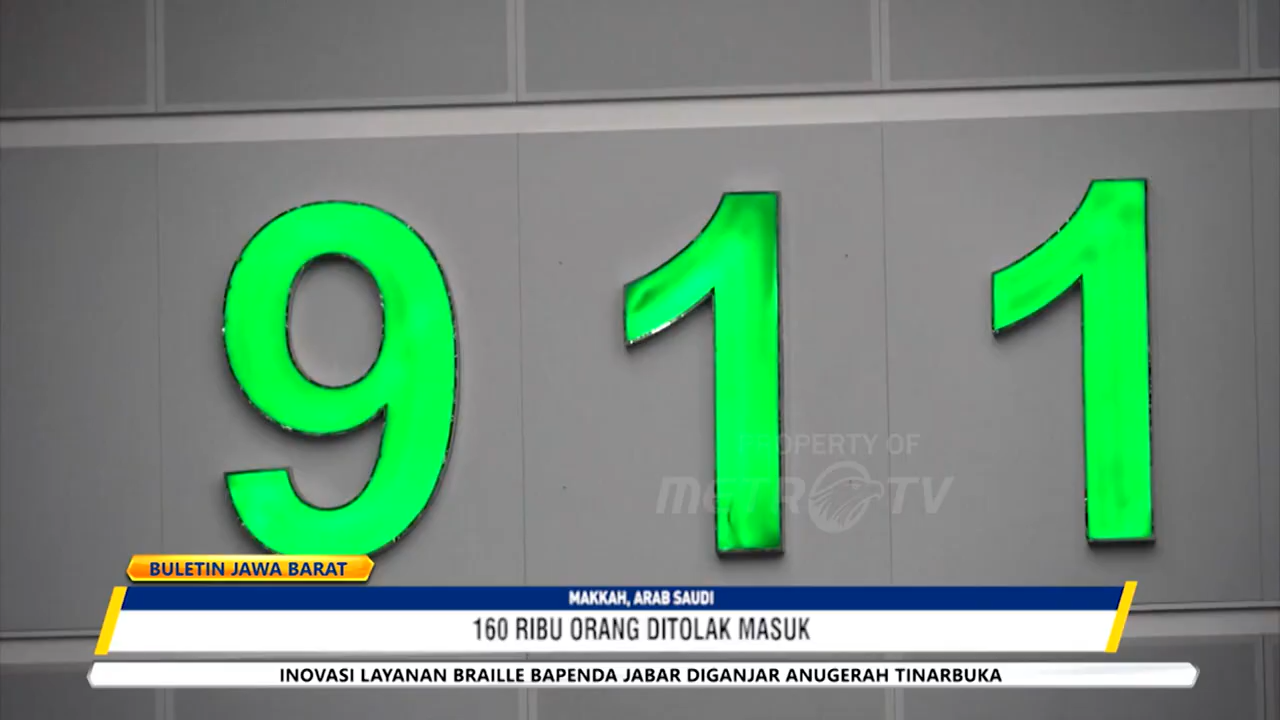 911
PROPERTY OF
METRO TV
BULETIN JAWA BARAT
MAKKAH, ARAB SAUDI
160 RIBU ORANG DITOLAK MASUK
INOVASI LAYANAN BRAILLE BAPENDA JABAR DIGANJAR ANUGERAH TINARBUKA